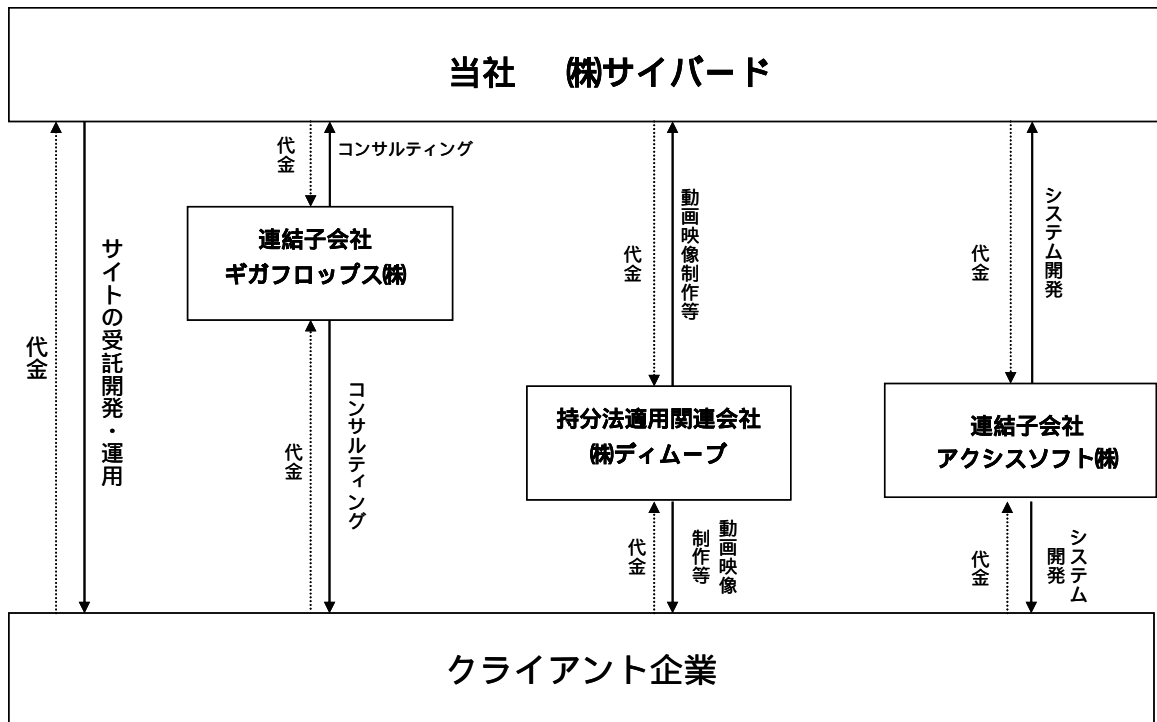 当社 ㈱サイバード
代金
サイトの受託開発・運用
代金
コンサルティング
連結子会社
ギガフロップス㈱
代金
コンサルティング
代金
動画映像制作等
持分法適用関連会社
㈱ディムーブ
代金
動画映像
制作等
代金
システム開発
連結子会社
アクシスソフト㈱
代金
システム
開発
クライアント企業